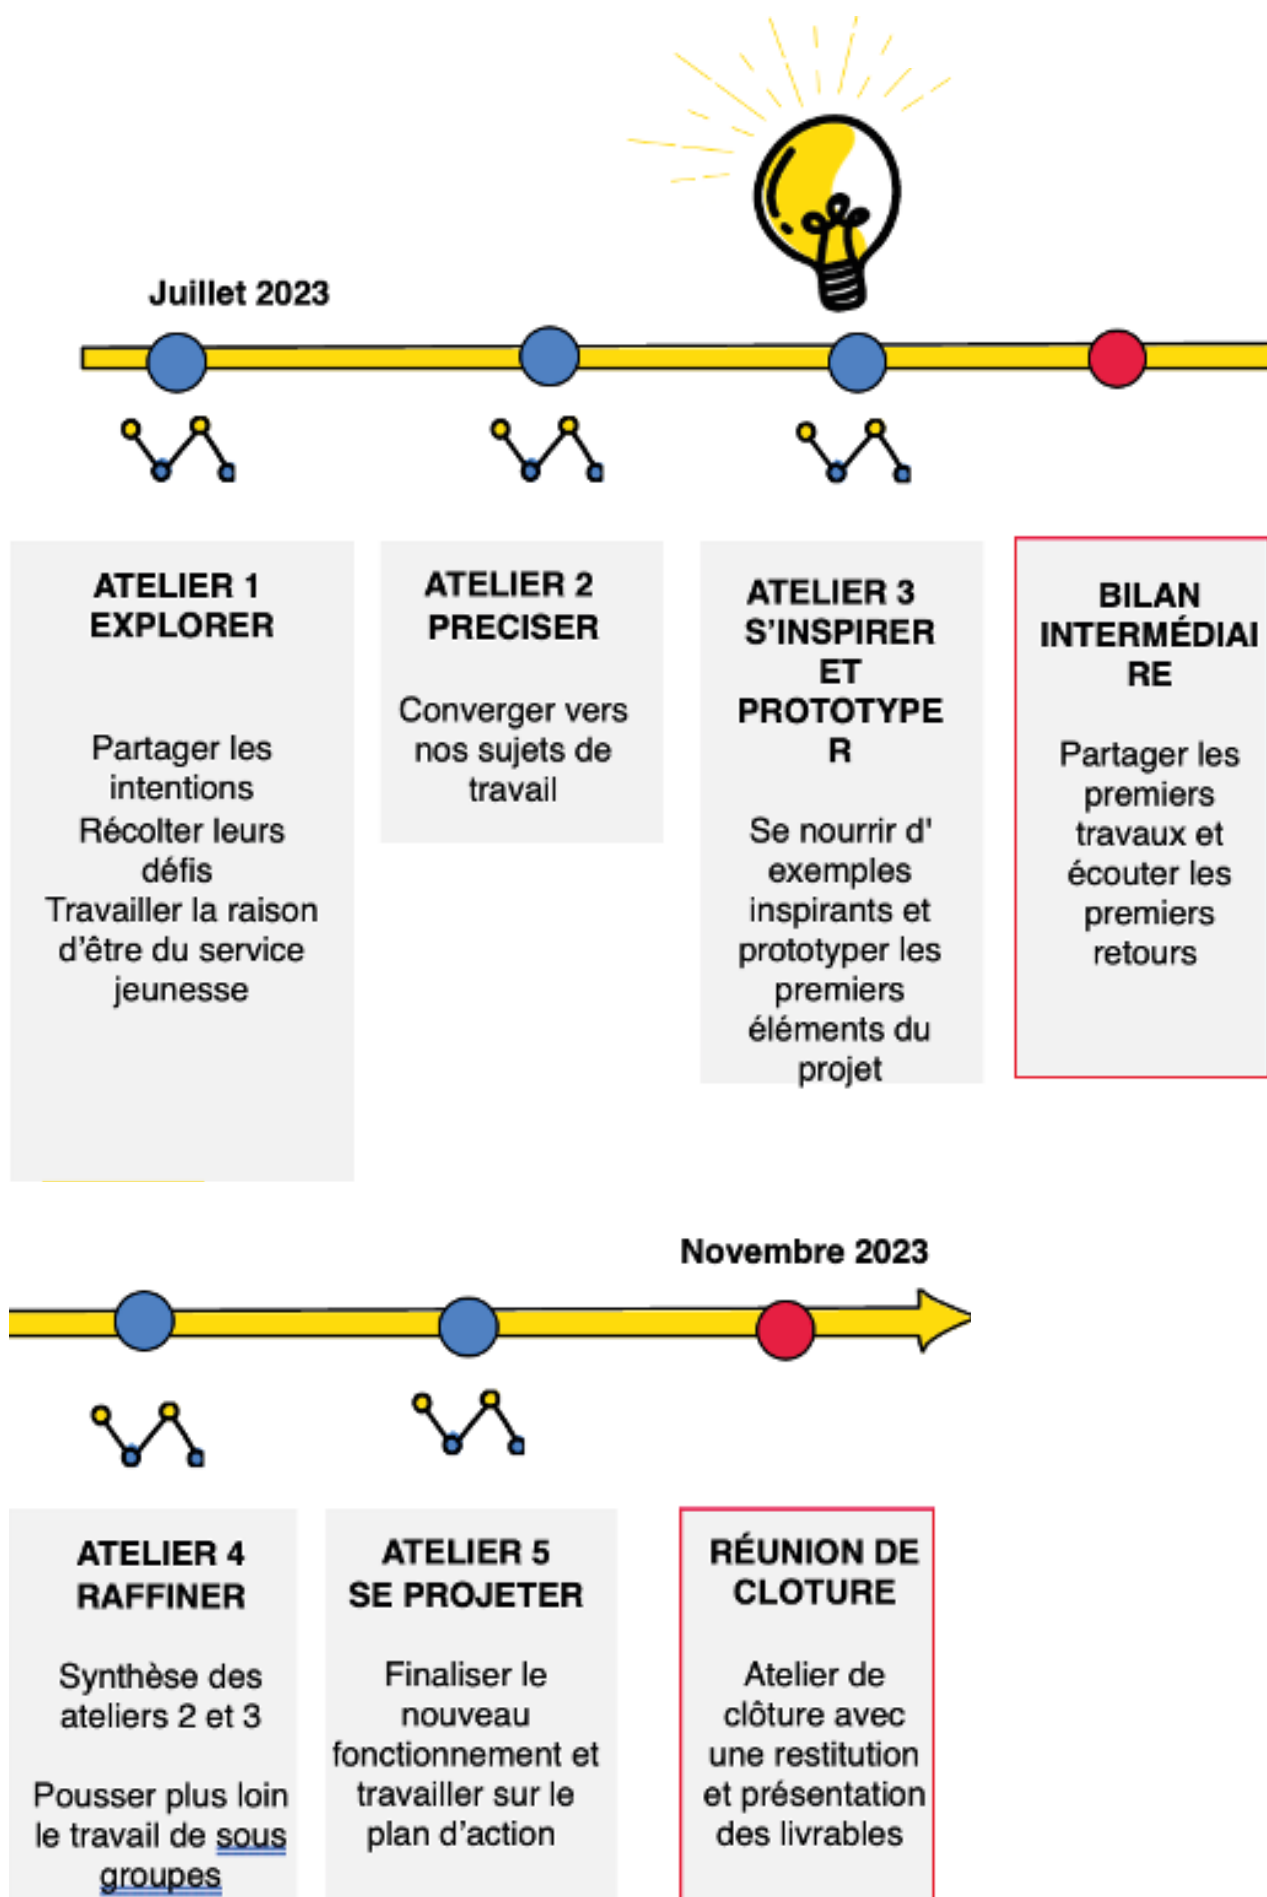 Juillet 2023
ATELIER 1
EXPLORER
Partager les
intentions
Récolter leurs
défis
Travailler la raison
d'être du service
jeunesse
ATELIER 2
PRECISER
Converger vers
nos sujets de
travail
ATELIER 3
S'INSPIRER
ET
PROTOTYPE
R
Se nourrir d'
exemples
inspirants et
prototyper les
premiers
éléments du
projet
BILAN
INTERMÉDIAI
RE
Partager les
premiers
travaux et
écouter les
premiers
retours
Novembre 2023
ATELIER 4
RAFFINER
Synthèse des
ateliers 2 et 3
Pousser plus loin
le travail de sous
groupes
ATELIER 5
SE PROJETER
Finaliser le
nouveau
fonctionnement et
travailler sur le
plan d'action
RÉUNION DE
CLOTURE
Atelier de
clôture avec
une restitution
et présentation
des livrables